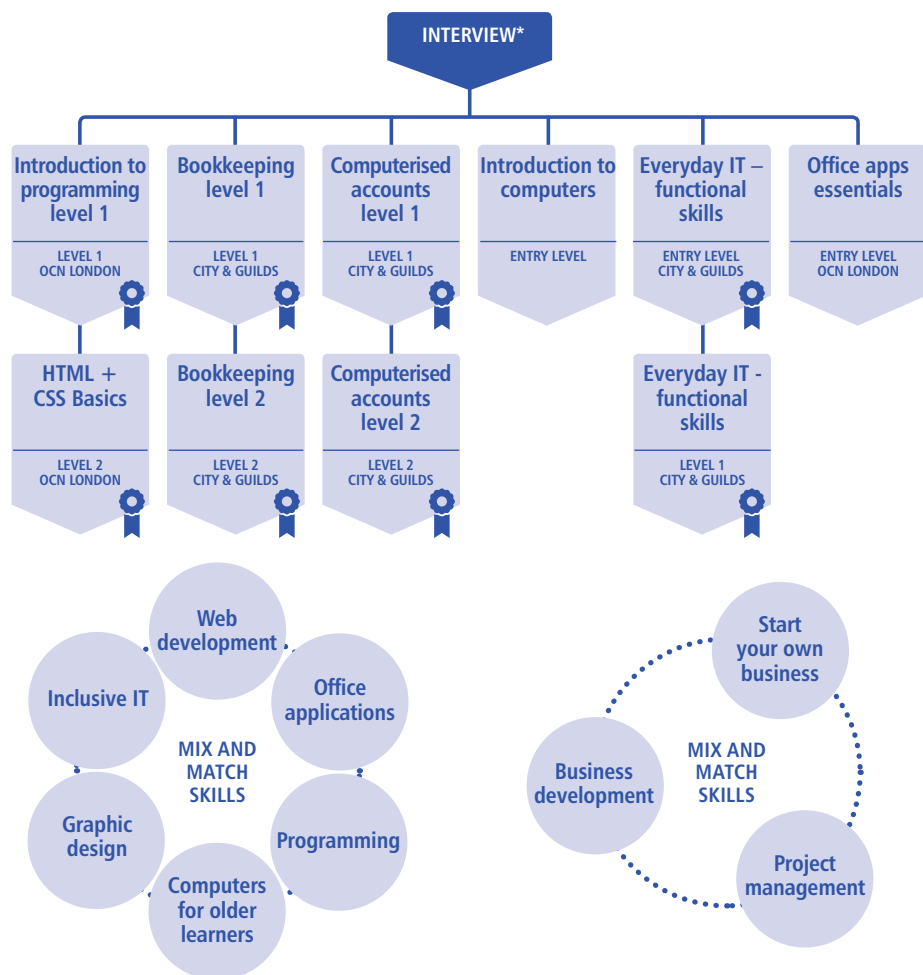 INTERVIEW*
Introduction to
programming
level 1
LEVEL 1
OCN LONDON
Bookkeeping
level 1
LEVEL 1
CITY & GUILDS
Computerised
accounts
level 1
LEVEL 1
CITY & GUILDS
Introduction to
computers
ENTRY LEVEL
Everyday IT –
functional
skills
ENTRY LEVEL
CITY & GUILDS
Office apps
essentials
ENTRY LEVEL
OCN LONDON
HTML +
CSS Basics
LEVEL 2
OCN LONDON
Bookkeeping
level 2
LEVEL 2
CITY & GUILDS
Computerised
accounts
level 2
LEVEL 2
CITY & GUILDS
Everyday IT -
functional
skills
LEVEL 1
CITY & GUILDS
Web
development
Inclusive IT
Office
applications
MIX AND
MATCH
SKILLS
Graphic
design
Programming
Computers
for older
learners
Start
your own
business
Business
development
MIX AND
MATCH
SKILLS
Project
management